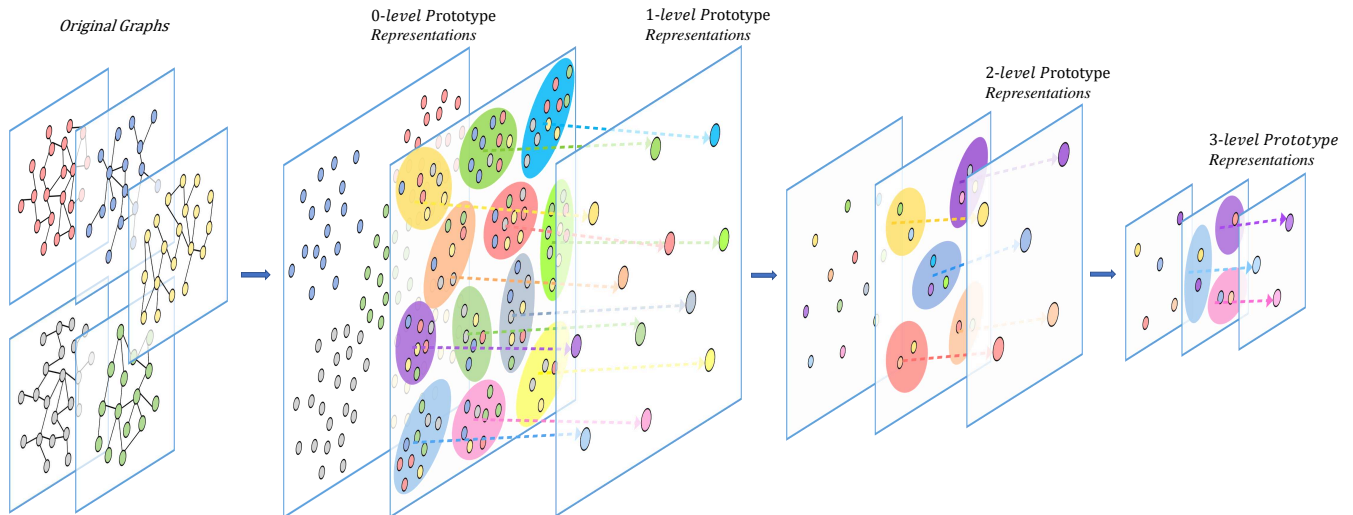 Original Graphs
0-level Prototype
Representations
1-level Prototype
Representations
2-level Prototype
Representations
3-level Prototype
Representations